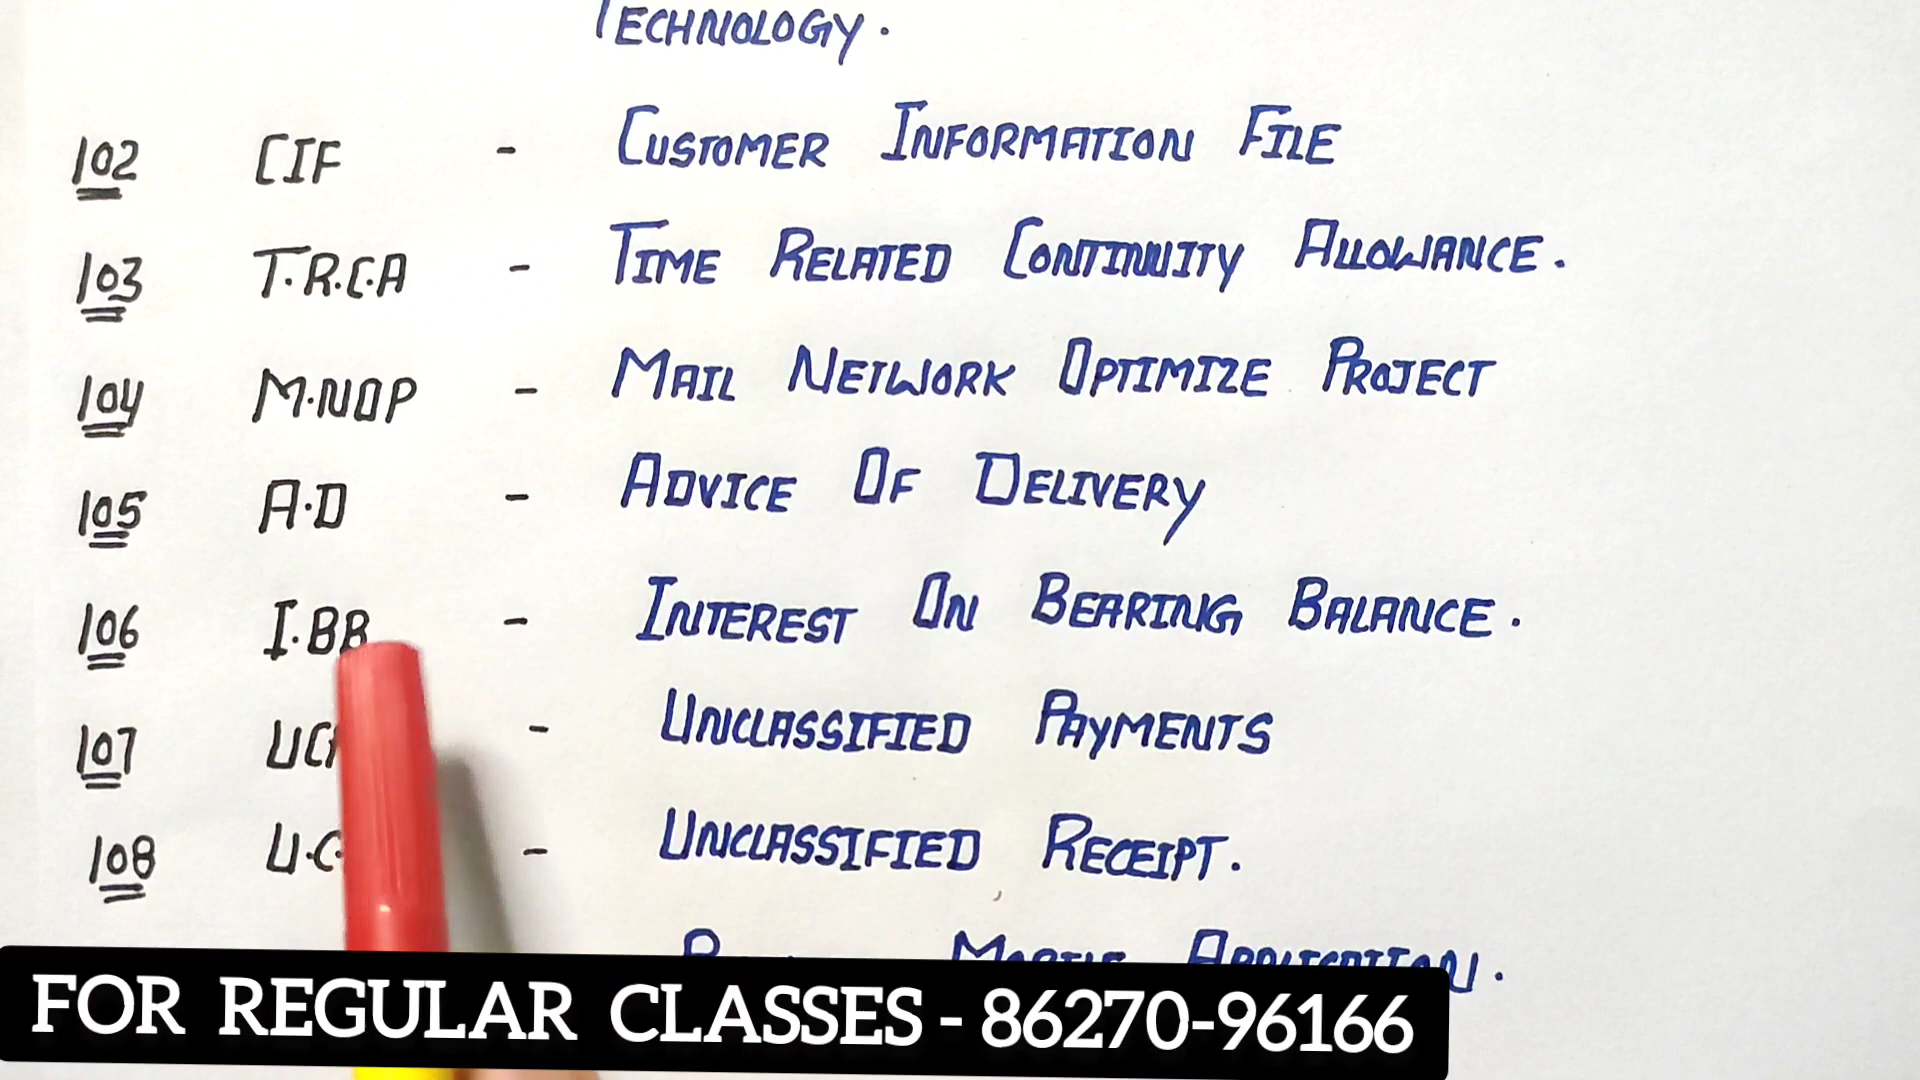 TECHNOLOGY.
102 CIF - CUSTOMER INFORMATION FILE
103 T.R.C.A - TIME RELATED CONTINUITY ALLOWANCE.
104 M.NOP - MAIL NETWORK OPTIMIZE PROJECT
105 A.D - ADVICE OF DELIVERY
106 I.BB - INTEREST ON BEARING BALANCE.
107 - UNCLASSIFIED PAYMENTS
108 - UNCLASSIFIED RECEIPT.
MOBILE APPLICATION.
FOR REGULAR CLASSES - 86270-96166